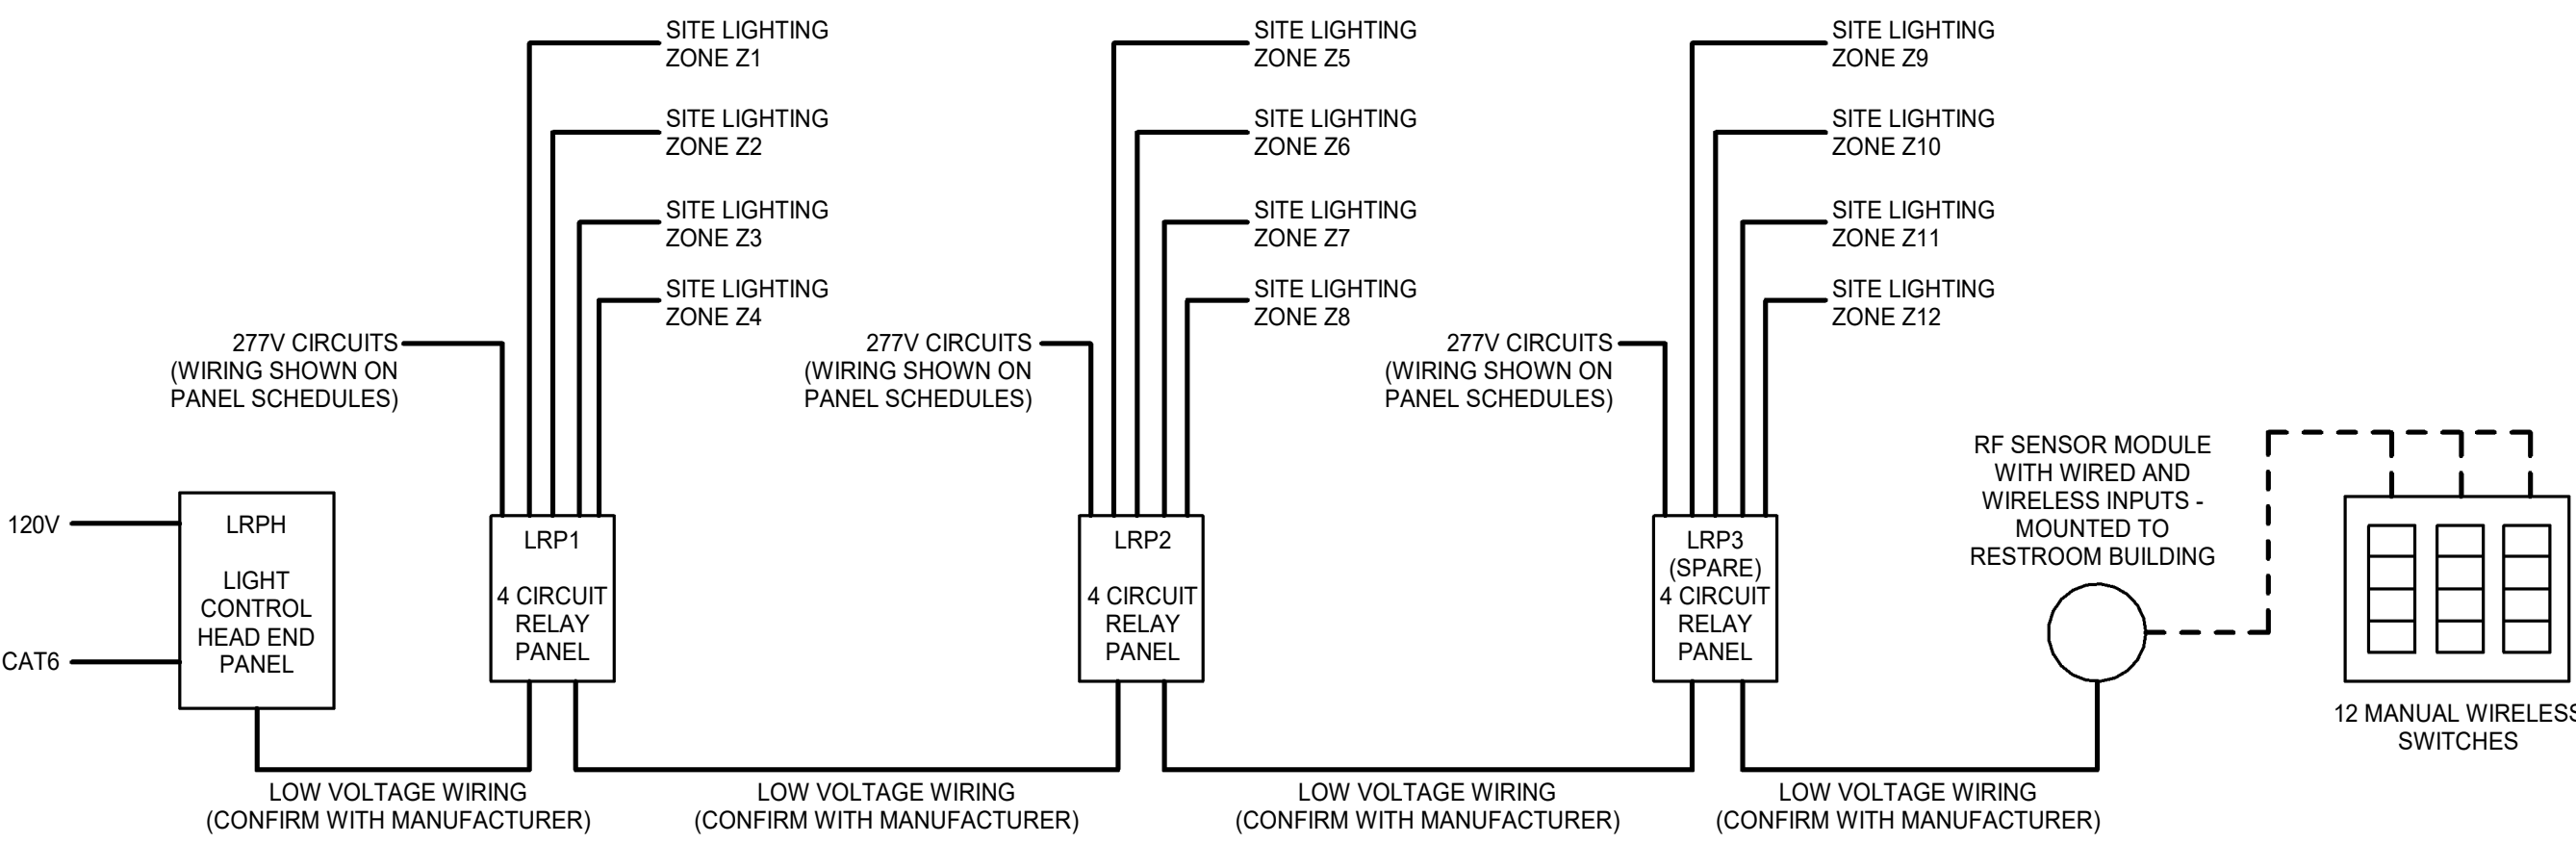 SITE LIGHTING
ZONE Z1
SITE LIGHTING
ZONE Z2
SITE LIGHTING
ZONE Z3
SITE LIGHTING
ZONE Z4
277V CIRCUITS
(WIRING SHOWN ON
PANEL SCHEDULES)
SITE LIGHTING
ZONE Z5
SITE LIGHTING
ZONE Z6
SITE LIGHTING
ZONE Z7
SITE LIGHTING
ZONE Z8
277V CIRCUITS
(WIRING SHOWN ON
PANEL SCHEDULES)
SITE LIGHTING
ZONE Z9
SITE LIGHTING
ZONE Z10
SITE LIGHTING
ZONE Z11
SITE LIGHTING
ZONE Z12
277V CIRCUITS
(WIRING SHOWN ON
PANEL SCHEDULES)
120V
CAT6
LRPH
LIGHT
CONTROL
HEAD END
PANEL
LRP1
4 CIRCUIT
RELAY
PANEL
LRP2
4 CIRCUIT
RELAY
PANEL
LRP3
(SPARE)
4 CIRCUIT
RELAY
PANEL
RF SENSOR MODULE
WITH WIRED AND
WIRELESS INPUTS -
MOUNTED TO
RESTROOM BUILDING
12 MANUAL WIRELESS
SWITCHES
LOW VOLTAGE WIRING
(CONFIRM WITH MANUFACTURER)
LOW VOLTAGE WIRING
(CONFIRM WITH MANUFACTURER)
LOW VOLTAGE WIRING
(CONFIRM WITH MANUFACTURER)
LOW VOLTAGE WIRING
(CONFIRM WITH MANUFACTURER)